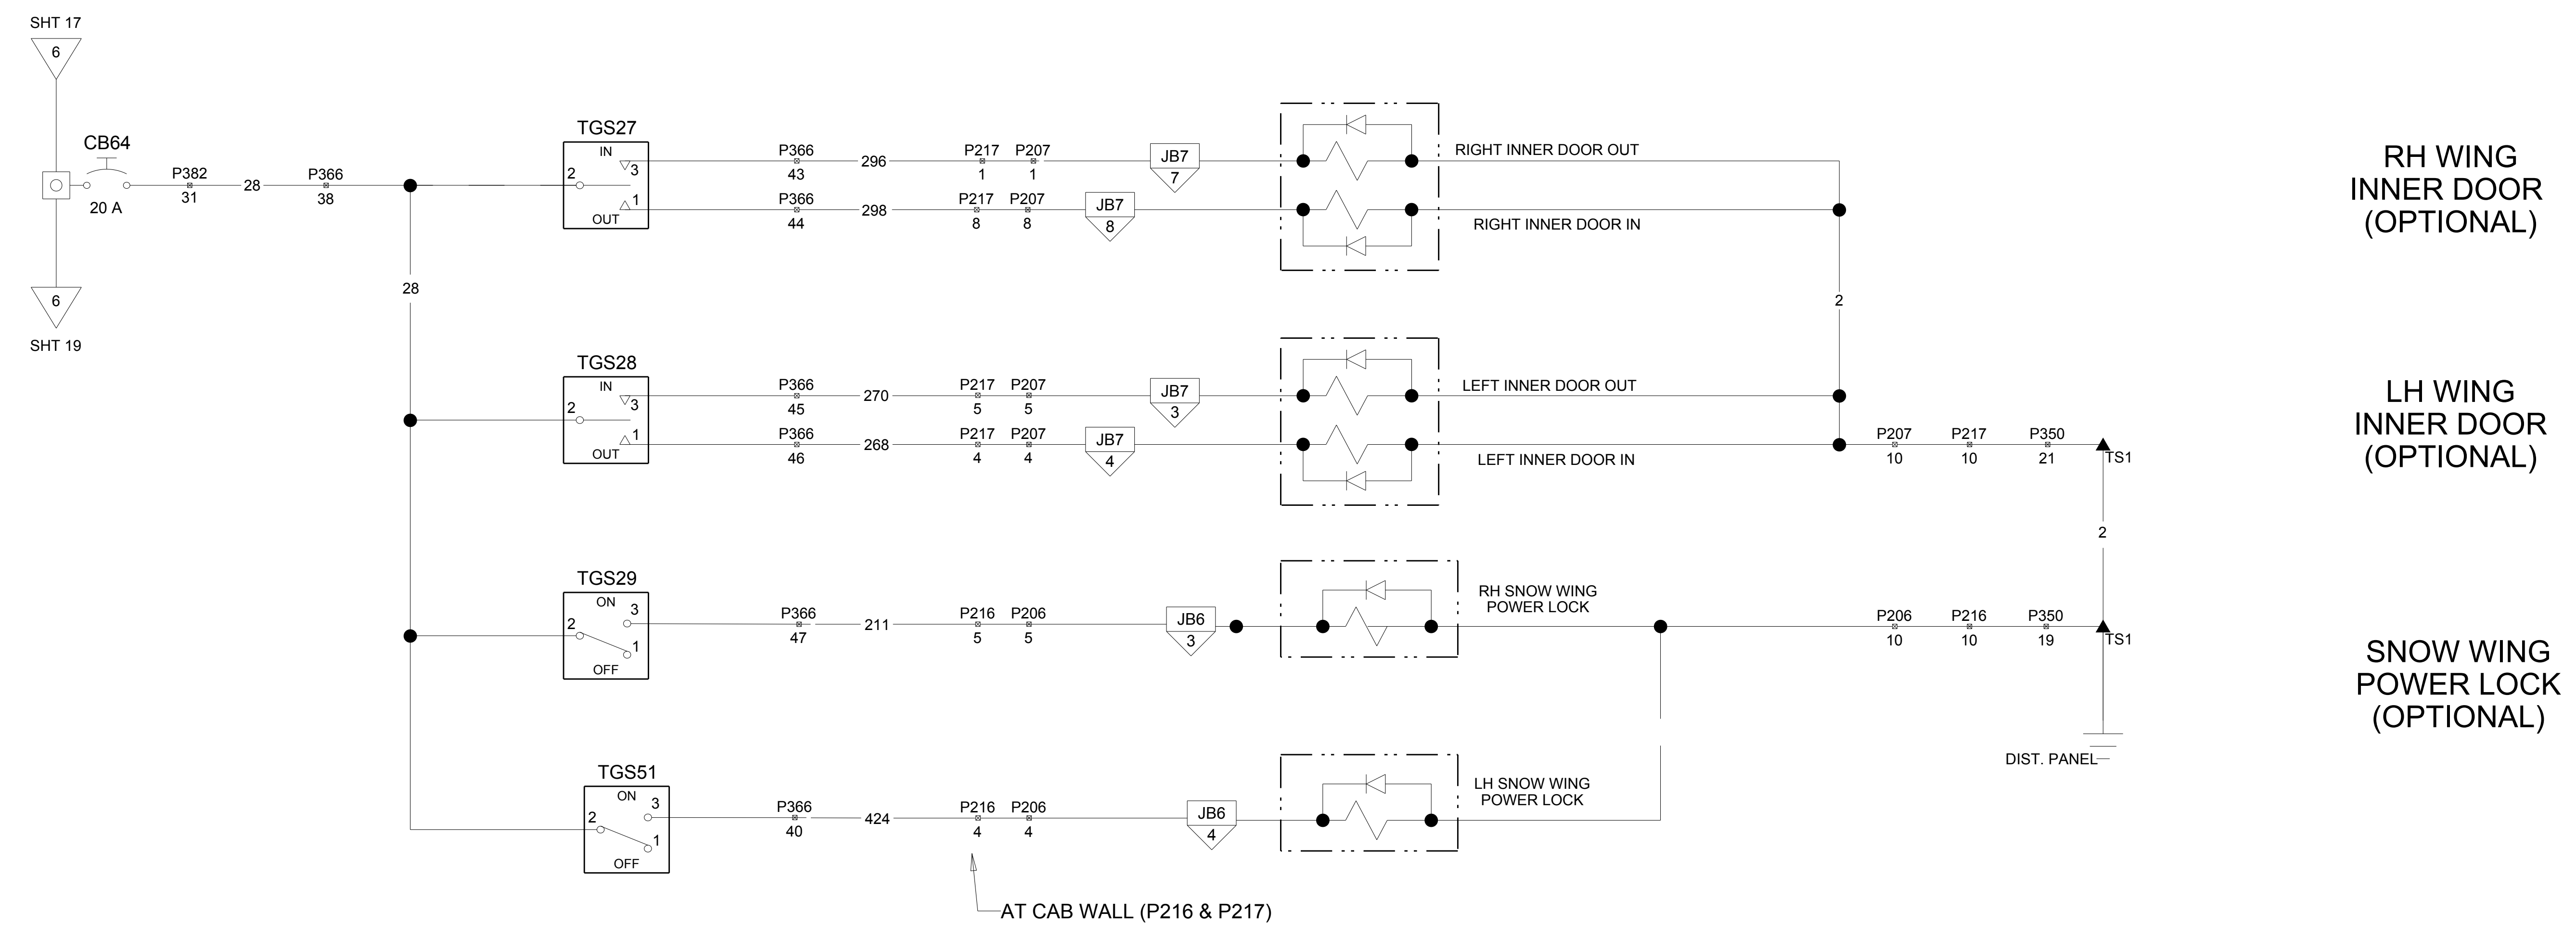 SHT 17
6
CB64
20 A
P382
31
28
P366
38
6
SHT 19
28
TGS27
IN
2
3
1
OUT
P366
43
296
P217
1
P207
1
JB7
7
RIGHT INNER DOOR OUT
P366
44
298
P217
8
P207
8
JB7
8
RIGHT INNER DOOR IN
2
RH WING
INNER DOOR
(OPTIONAL)
TGS28
IN
2
3
1
OUT
P366
45
270
P217
5
P207
5
JB7
3
LEFT INNER DOOR OUT
P366
46
268
P217
4
P207
4
JB7
4
LEFT INNER DOOR IN
P207
10
P217
10
P350
21
TS1
2
LH WING
INNER DOOR
(OPTIONAL)
TGS29
ON
2
3
1
OFF
P366
47
211
P216
5
P206
5
JB6
3
RH SNOW WING
POWER LOCK
P206
10
P216
10
P350
19
TS1
DIST. PANEL
SNOW WING
POWER LOCK
(OPTIONAL)
TGS51
ON
2
3
1
OFF
P366
40
424
P216
4
P206
4
JB6
4
LH SNOW WING
POWER LOCK
AT CAB WALL (P216 & P217)